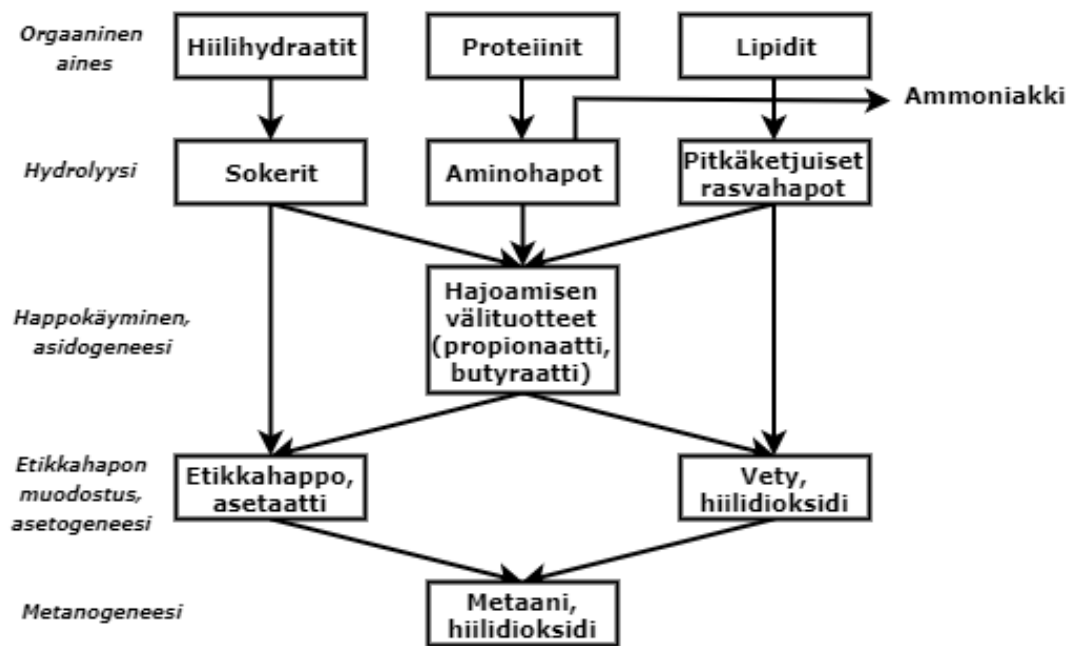 Orgaaninen
aines
Hiilihydraatit
Proteiinit
Lipidit
Ammoniakki
Hydrolyysi
Sokerit
Aminohapot
Pitkäketjuiset
rasvahapot
Happokäyminen,
asidogeneesi
Hajoamisen
välituotteet
(propionaatti,
butyraatti)
Etikkahapon
muodostus,
asetogeneesi
Etikkahappo,
asetaatti
Vety,
hiilidioksidi
Metanogeneesi
Metaani,
hiilidioksidi